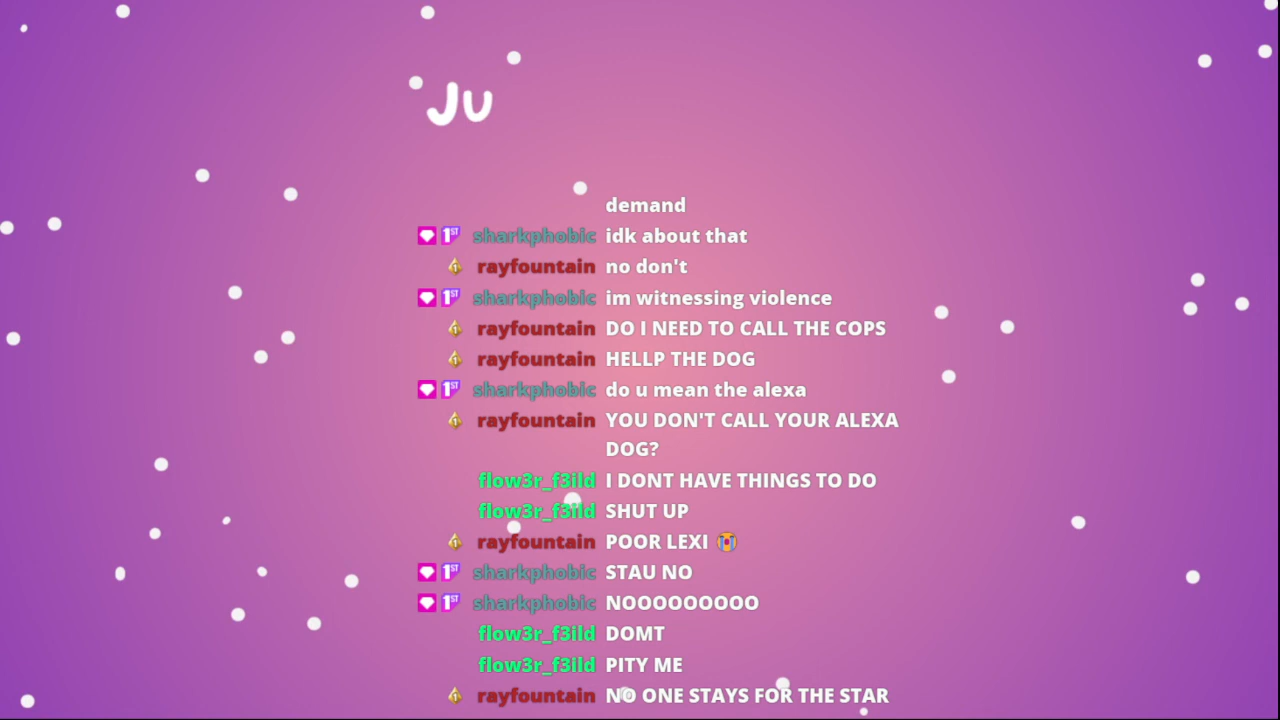 Ju
demand
sharkphobic idk about that
rayfountain no don't
sharkphobic im witnessing violence
rayfountain DO I NEED TO CALL THE COPS
rayfountain HELLP THE DOG
sharkphobic do u mean the alexa
rayfountain YOU DON'T CALL YOUR ALEXA
DOG?
flow3r_f3ild I DONT HAVE THINGS TO DO
flow3r_f3ild SHUT UP
rayfountain POOR LEXI 😭
sharkphobic STAU NO
sharkphobic NOOOOOOOOO
flow3r_f3ild DOMT
flow3r_f3ild PITY ME
rayfountain NO ONE STAYS FOR THE STAR